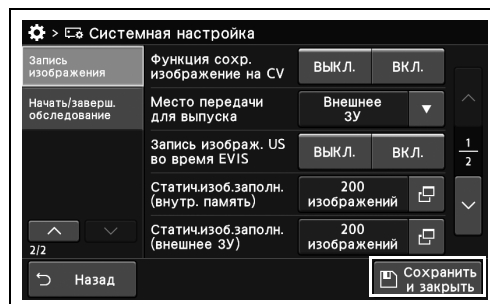 > Системная настройка
Запись
изображения
Функция сохр.
изображение на CV
ВЫКЛ. ВКЛ.
Начать/заверш.
обследование
Место передачи
для выпуска
Внешнее
ЗУ
Запись изображ. US
во время EVIS
ВЫКЛ. ВКЛ.
1
2
Статич.изоб.заполн.
(внутр. память)
200
изображений
Статич.изоб.заполн.
(внешнее ЗУ)
200
изображений
2/2
Назад
Сохранить
и закрыть